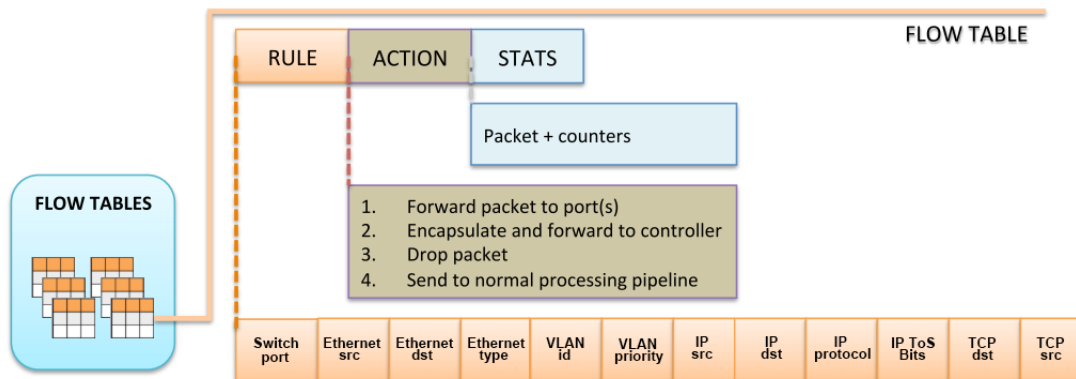 FLOW TABLE
RULE
ACTION
STATS
Packet + counters
FLOW TABLES
1. Forward packet to port(s)
2. Encapsulate and forward to controller
3. Drop packet
4. Send to normal processing pipeline
Switch
port
Ethernet
src
Ethernet
dst
Ethernet
type
VLAN
id
VLAN
priority
IP
src
IP
dst
IP
protocol
IP ToS
Bits
TCP
dst
TCP
src